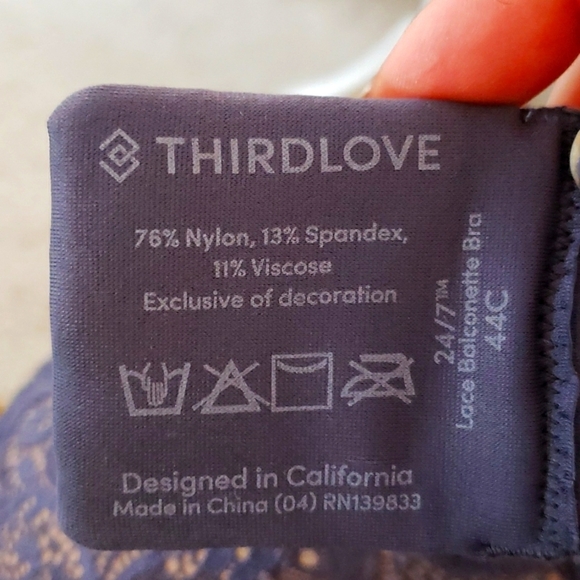 THIRDLOVE
76% Nylon, 13% Spandex,
11% Viscose
Exclusive of decoration
Designed in California
Made in China (04) RN139833
24/7™
Lace Balconette Bra
44C